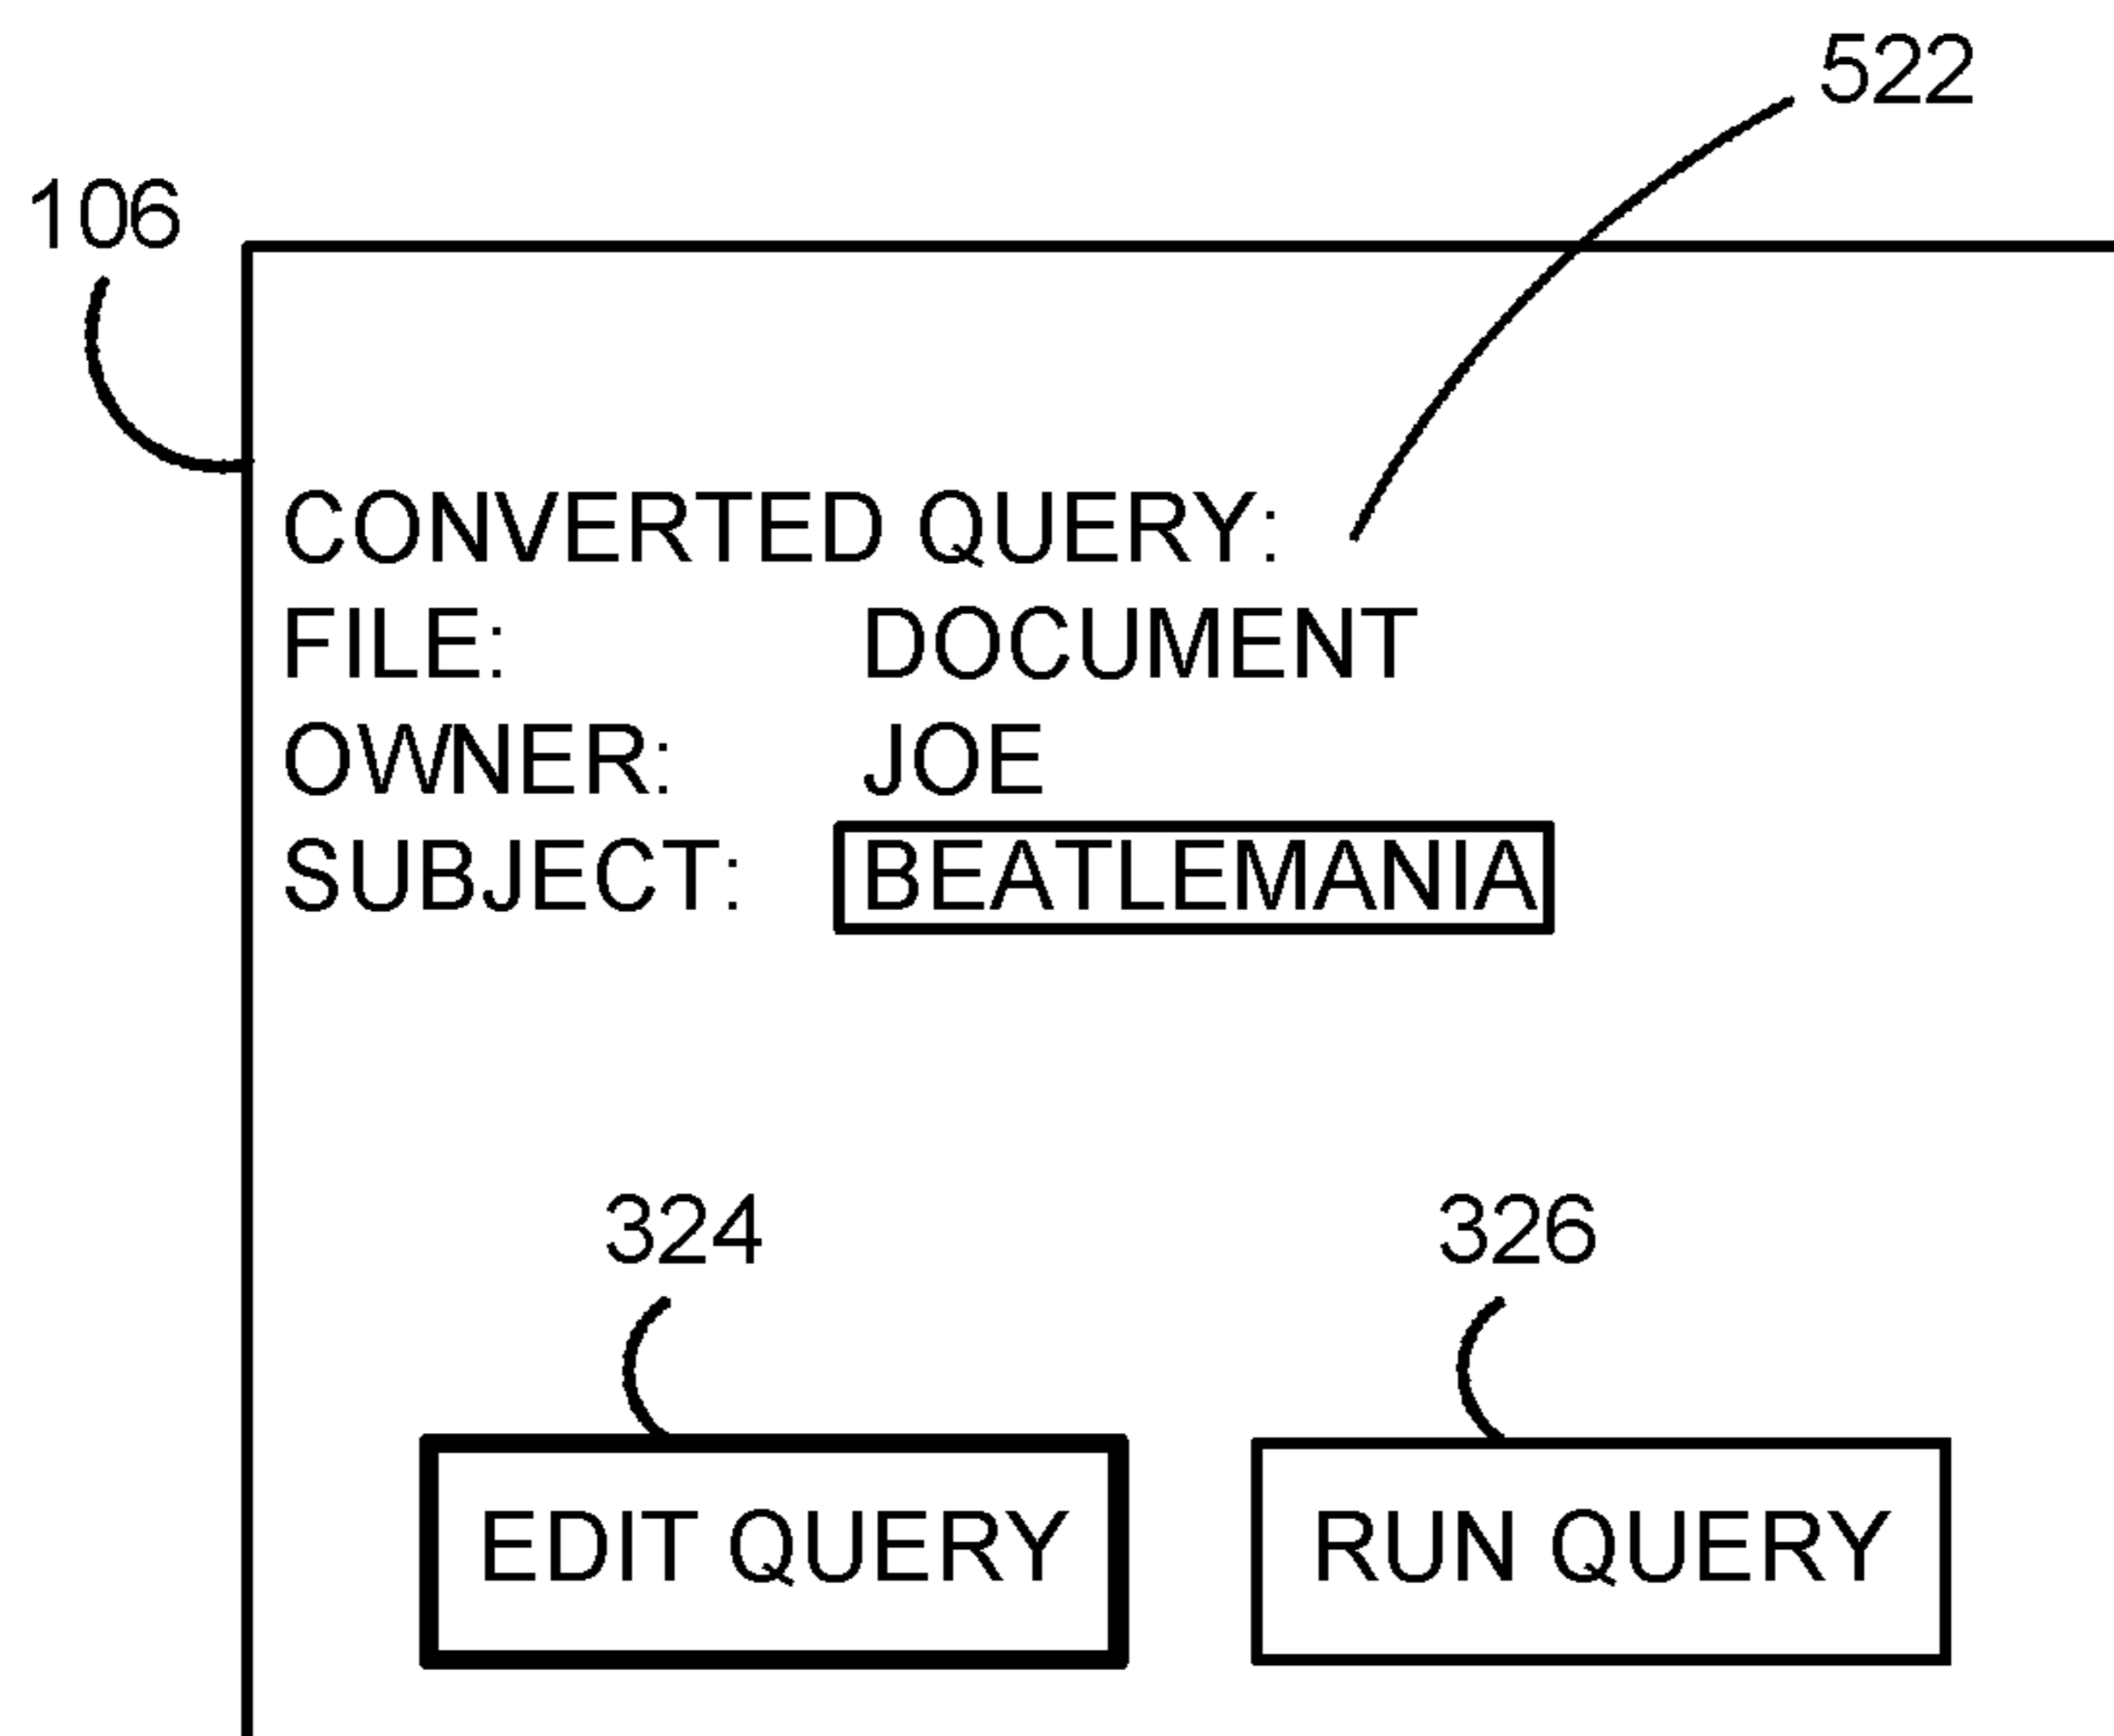 522
106
CONVERTED QUERY:
FILE: DOCUMENT
OWNER: JOE
SUBJECT: BEATLEMANIA
324 326
EDIT QUERY RUN QUERY